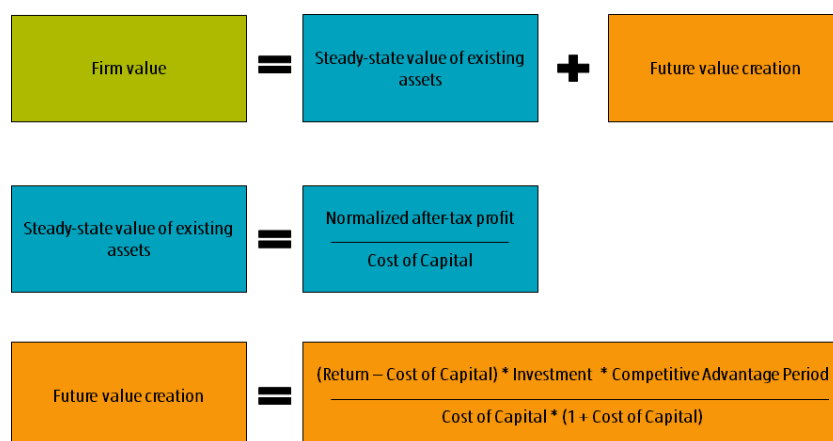 Firm value
=
Steady-state value of existing
assets
+
Future value creation
Steady-state value of existing
assets
=
Normalized after-tax profit
Cost of Capital
Future value creation
=
(Return – Cost of Capital) * Investment * Competitive Advantage Period
Cost of Capital * (1 + Cost of Capital)